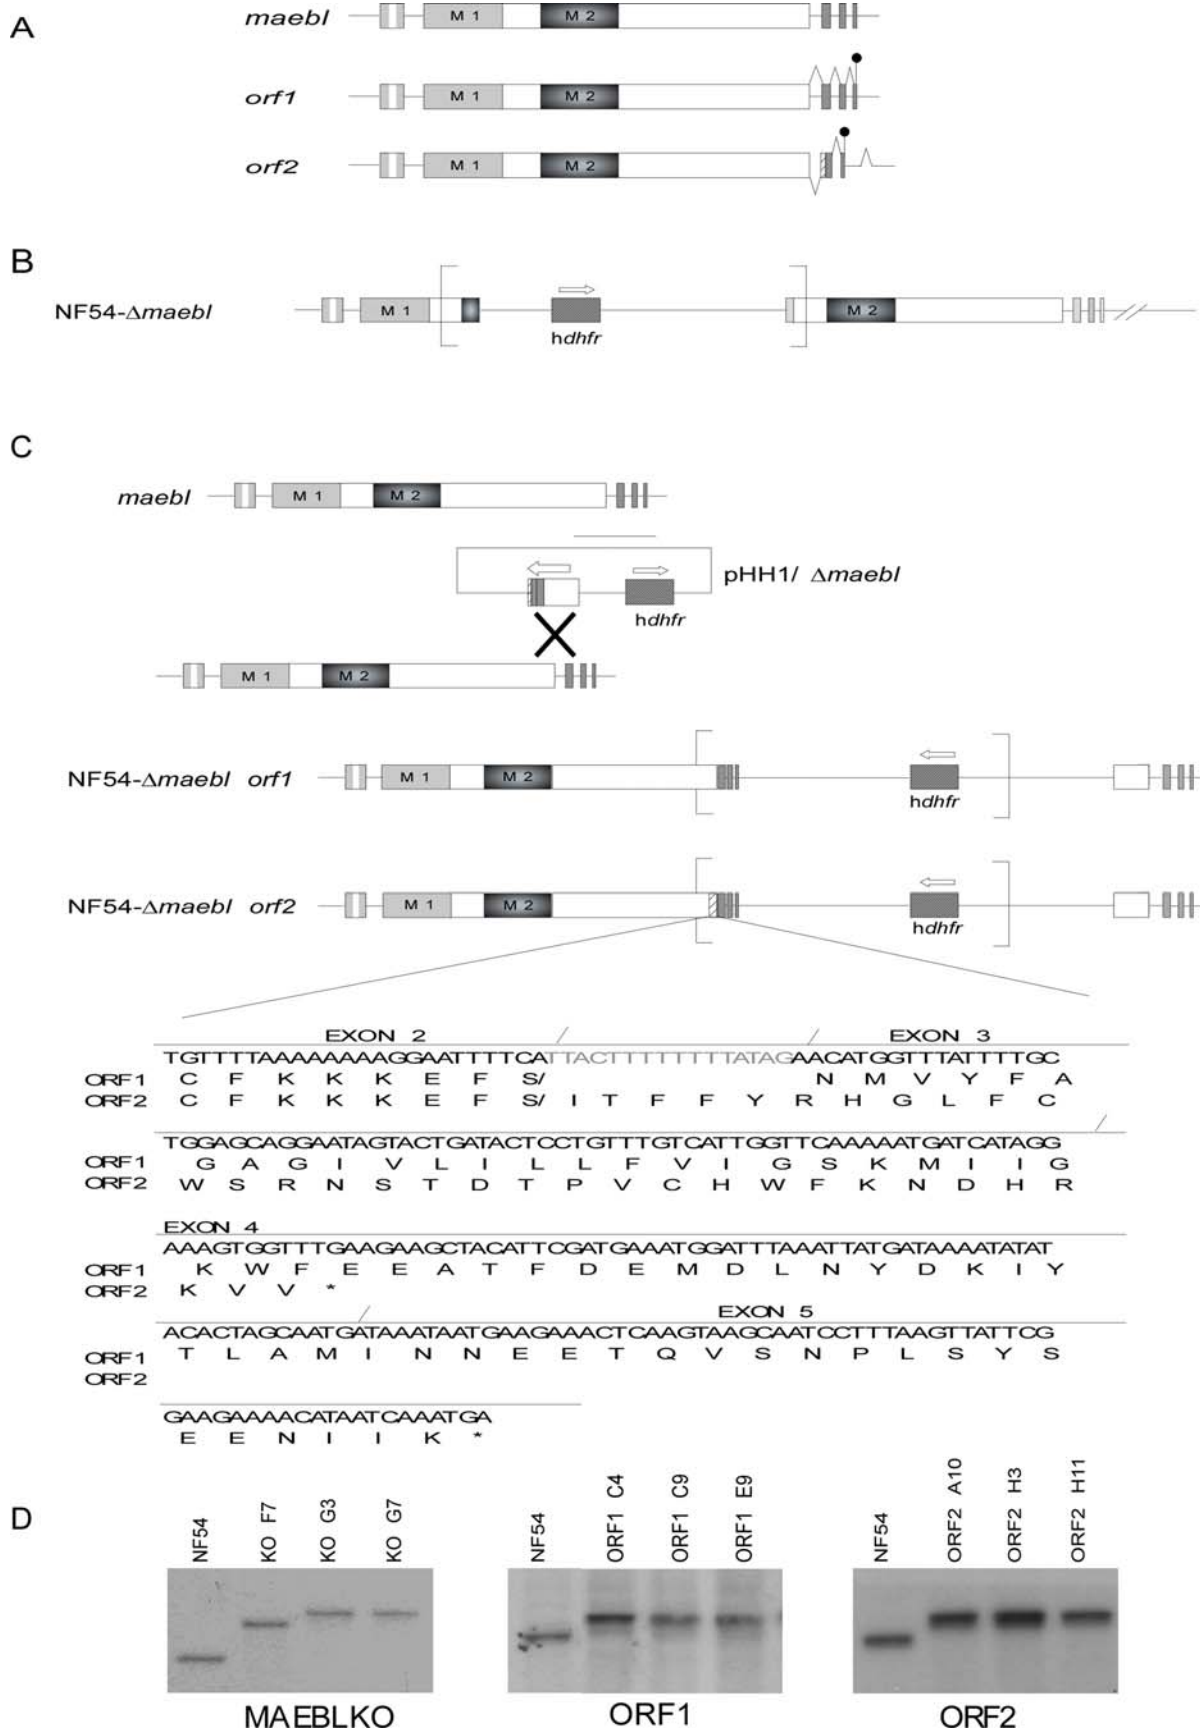 A
maebl M 1 M 2
orf1 M 1 M 2
orf2 M 1 M 2
B
NF54-Δmaebl M 1 M 2
hdhfr
C
maebl M 1 M 2
pHH1/ Δmaebl
hdhfr
M 1 M 2
NF54-Δmaebl orf1 M 1 M 2
hdhfr
NF54-Δmaebl orf2 M 1 M 2
hdhfr
EXON 2 / / EXON 3
TGTTTTAAAAAAAAAGGAATTTTCATTACTTTTTTTTTATAGAACATGGTTTATTTTGC
ORF1 C F K K K E F S/ N M V Y F A
ORF2 C F K K K E F S/ I T F F Y R H G L F C
/
TGGAGCAGGAATAGTACTGATACTCCTGTTTGTCATTGGTTCAAAAATGATCATAGG
ORF1 G A G I V L I L L F V I G S K M I I G
ORF2 W S R N S T D T P V C H W F K N D H R
EXON 4
AAAGTGGTTTGAAGAAGCTACATTCGATGAAATGGATTTAAATTATGATAAAATATAT
ORF1 K W F E E A T F D E M D L N Y D K I Y
ORF2 K V V *
/ EXON 5
ACACTAGCAATGATAAATAATGAAGAAACTCAAGTAAGCAATCCTTTAAGTTATTCG
ORF1 T L A M I N N E E T Q V S N P L S Y S
ORF2
GAAGAAAACATAATCAAATGA
E E N I I K *
D
NF54 KO F7 KO G3 KO G7
NF54 ORF1 C4 ORF1 C9 ORF1 E9
NF54 ORF2 A10 ORF2 H3 ORF2 H11
MAEBLKO ORF1 ORF2